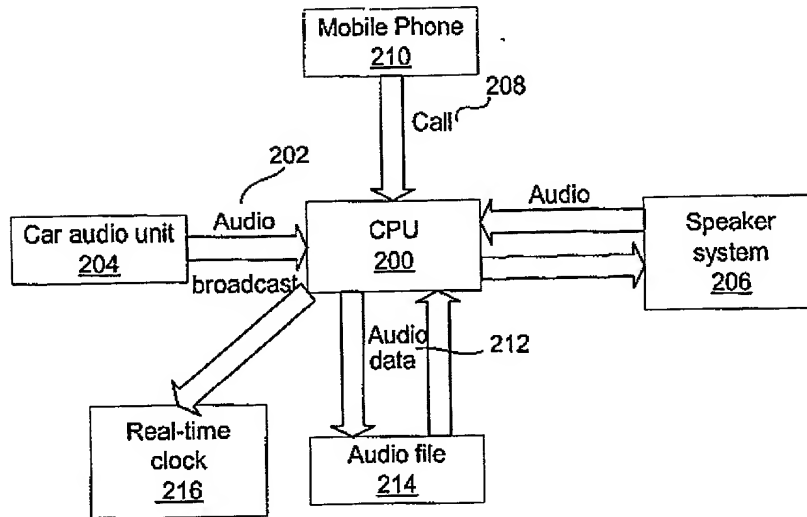 Mobile Phone
210
208
Call
202
Audio
Car audio unit
204
broadcast
CPU
200
Audio
Speaker
system
206
Audio
data
212
Real-time
clock
216
Audio file
214